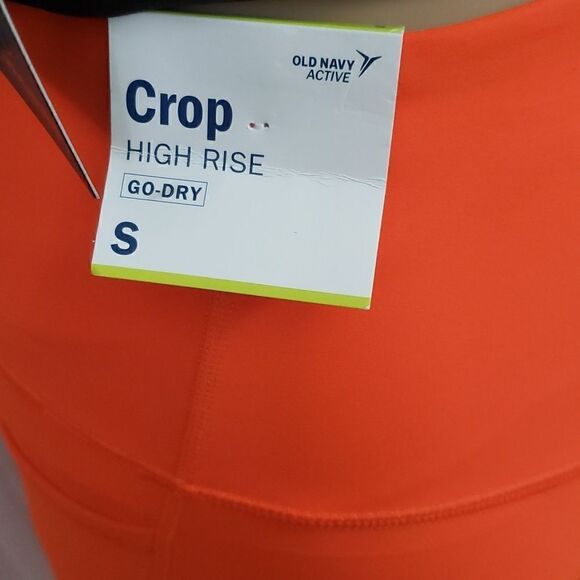 OLD NAVY
ACTIVE
Crop
HIGH RISE
GO-DRY
S